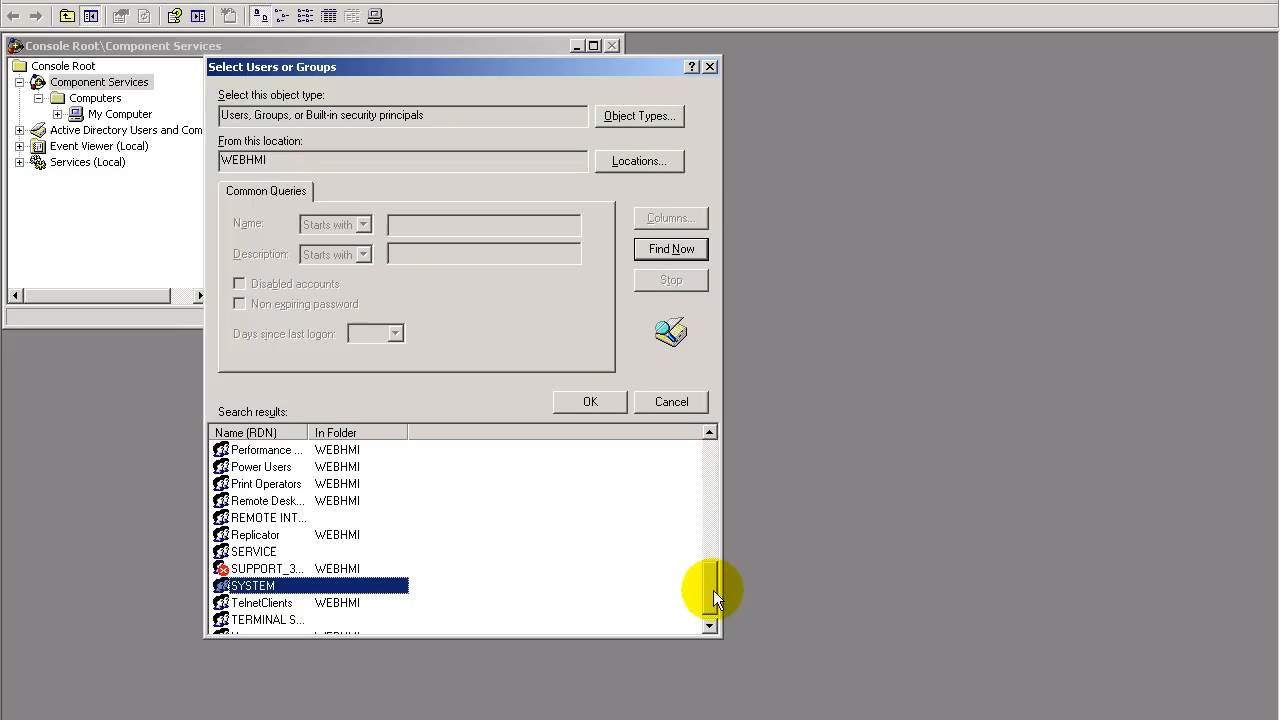 Console Root\Component Services
Console Root
Component Services
Computers
My Computer
Active Directory Users and Com
Event Viewer (Local)
Services (Local)
Select Users or Groups
Select this object type:
Users, Groups, or Built-in security principals
Object Types...
From this location:
WEBHMI
Locations...
Common Queries
Name: Starts with
Description: Starts with
Disabled accounts
Non expiring password
Days since last logon:
Columns...
Find Now
Stop
OK
Cancel
Search results:
Name (RDN) In Folder
Performance ... WEBHMI
Power Users WEBHMI
Print Operators WEBHMI
Remote Desk... WEBHMI
REMOTE INT...
Replicator WEBHMI
SERVICE
SUPPORT_3... WEBHMI
SYSTEM
TelnetClients WEBHMI
TERMINAL S...